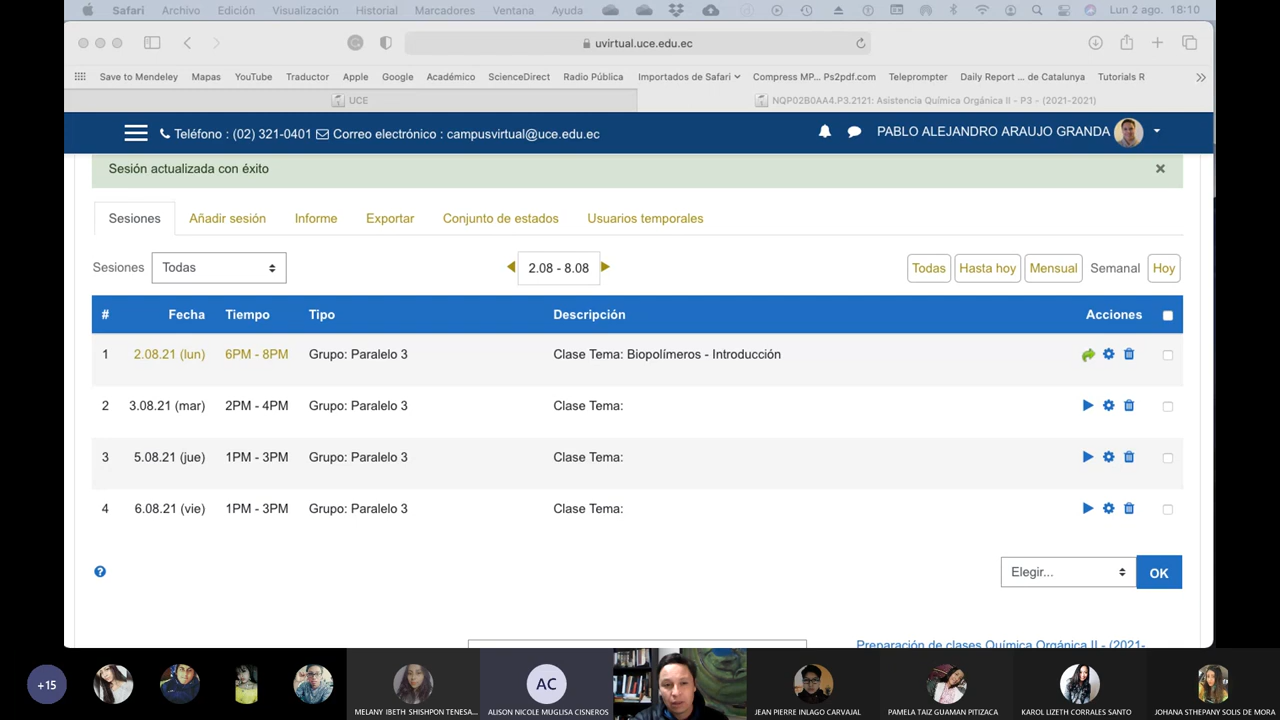 Safari Archivo Edición Visualización Historial Marcadores Ventana Ayuda Lun 2 ago. 18:10
uvirtual.uce.edu.ec
Save to Mendeley Mapas YouTube Traductor Apple Google Académico ScienceDirect Radio Pública Importados de Safari Compress MP... Ps2pdf.com Teleprompter Daily Report ... de Catalunya Tutorials R
UCE NQP02B0AA4.P3.2121: Asistencia Química Orgánica II - P3 - (2021-2021)
Teléfono : (02) 321-0401 Correo electrónico : campusvirtual@uce.edu.ec PABLO ALEJANDRO ARAUJO GRANDA
Sesión actualizada con éxito ×
Sesiones Añadir sesión Informe Exportar Conjunto de estados Usuarios temporales
Sesiones Todas 2.08 - 8.08 Todas Hasta hoy Mensual Semanal Hoy
# Fecha Tiempo Tipo Descripción Acciones
1 2.08.21 (lun) 6PM - 8PM Grupo: Paralelo 3 Clase Tema: Biopolímeros - Introducción
2 3.08.21 (mar) 2PM - 4PM Grupo: Paralelo 3 Clase Tema:
3 5.08.21 (jue) 1PM - 3PM Grupo: Paralelo 3 Clase Tema:
4 6.08.21 (vie) 1PM - 3PM Grupo: Paralelo 3 Clase Tema:
? Elegir... OK
Preparación de clases Química Orgánica II - (2021-
+15 AC
MELANY IBETH SHISHPON TENESA... ALISON NICOLE MUGLISA CISNEROS JEAN PIERRE INLAGO CARVAJAL PAMELA TAIZ GUAMAN PITIZACA KAROL LIZETH CORRALES SANTO JOHANA STHEPANY SOLIS DE MORA